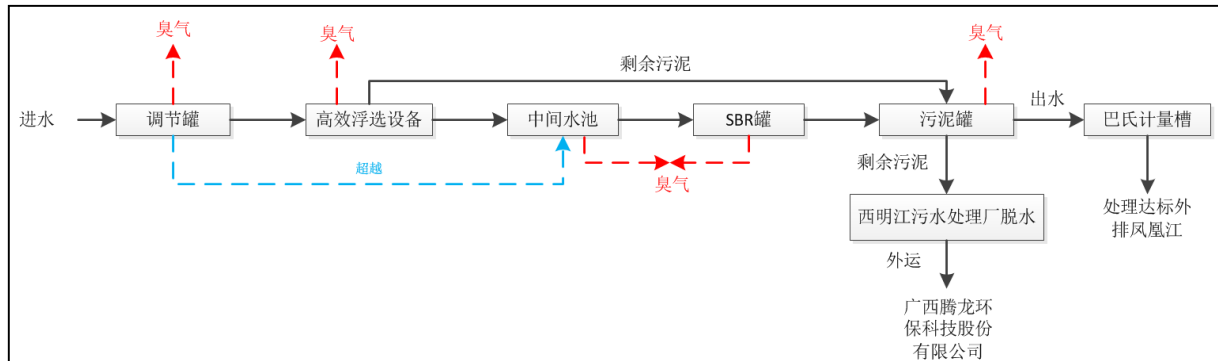 臭气
臭气
臭气
剩余污泥
进水
调节罐
高效浮选设备
中间水池
SBR罐
污泥罐
出水
巴氏计量槽
超越
臭气
剩余污泥
西明江污水处理厂脱水
处理达标外
排凤凰江
外运
广西腾龙环
保科技股份
有限公司